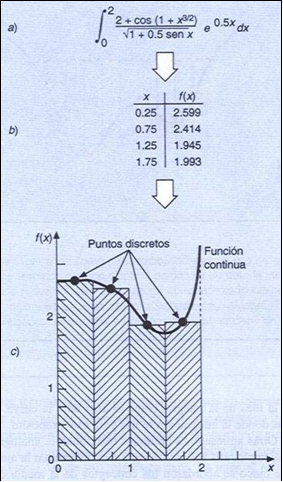 a)
∫₀² (2 + cos (1 + x^{3/2})) / √(1 + 0.5 sen x) e^{0.5x} dx
b)
x f(x)
0.25 2.599
0.75 2.414
1.25 1.945
1.75 1.993
c)
f(x)
Puntos discretos
Función
continua
2
1
0
0 1 2 x